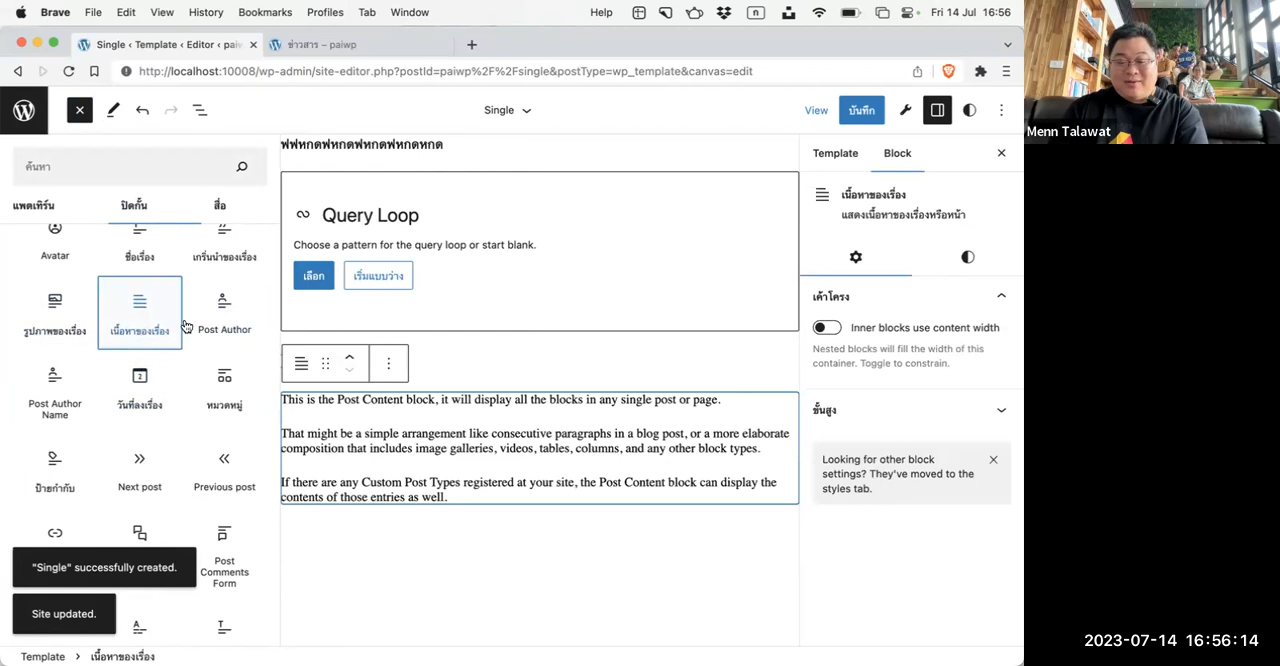 Brave File Edit View History Bookmarks Profiles Tab Window Help Fri 14 Jul 16:56
Single ‹ Template ‹ Editor ‹ paiw
ข่าวสาร – paiwp
http://localhost:10008/wp-admin/site-editor.php?postId=paiwp%2F%2Fsingle&postType=wp_template&canvas=edit
Single
View
บันทึก
ค้นหา
แพตเทิร์น
ปิดกั้น
สื่อ
Avatar
ชื่อเรื่อง
เกริ่นนำของเรื่อง
รูปภาพของเรื่อง
เนื้อหาของเรื่อง
Post Author
Post Author
Name
วันที่ลงเรื่อง
หมวดหมู่
ป้ายกำกับ
Next post
Previous post
Post
Comments
Form
"Single" successfully created.
Site updated.
Template
เนื้อหาของเรื่อง
ฟฟหกดฟหกดฟหกดฟหกดหกด
Query Loop
Choose a pattern for the query loop or start blank.
เลือก
เริ่มแบบว่าง
This is the Post Content block, it will display all the blocks in any single post or page.
That might be a simple arrangement like consecutive paragraphs in a blog post, or a more elaborate
composition that includes image galleries, videos, tables, columns, and any other block types.
If there are any Custom Post Types registered at your site, the Post Content block can display the
contents of those entries as well.
Template
Block
เนื้อหาของเรื่อง
แสดงเนื้อหาของเรื่องหรือหน้า
เค้าโครง
Inner blocks use content width
Nested blocks will fill the width of this
container. Toggle to constrain.
ขั้นสูง
Looking for other block
settings? They've moved to the
styles tab.
Menn Talawat
2023-07-14 16:56:14